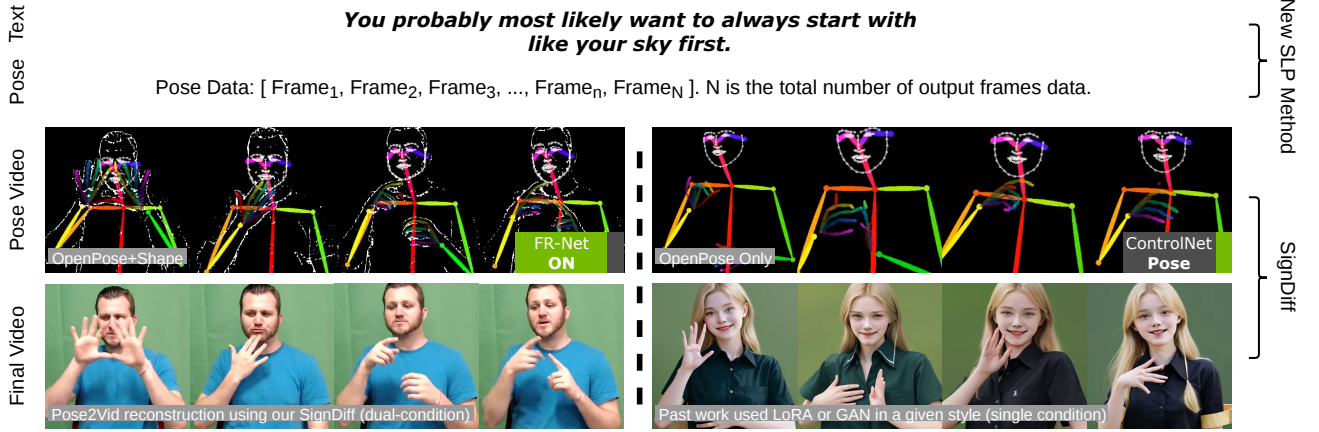 Text
You probably most likely want to always start with
like your sky first.
Pose
Pose Data: [ Frame1, Frame2, Frame3, ..., Framen, FrameN ]. N is the total number of output frames data.
New SLP Method
Pose Video
OpenPose+Shape
FR-Net
ON
OpenPose Only
ControlNet
Pose
SignDiff
Final Video
Pose2Vid reconstruction using our SignDiff (dual-condition)
Past work used LoRA or GAN in a given style (single condition)